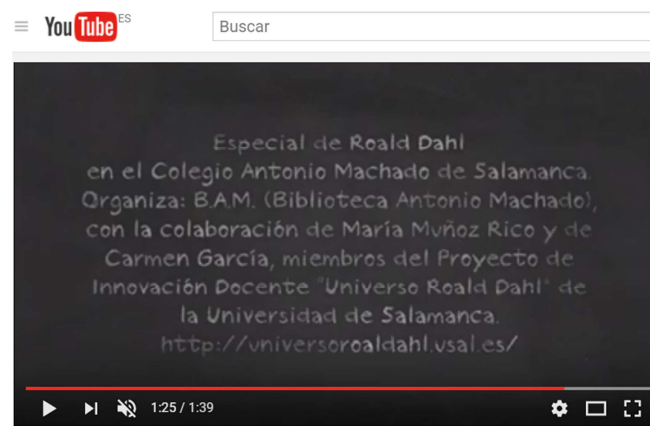 YouTube ES
Buscar
Especial de Roald Dahl
en el Colegio Antonio Machado de Salamanca.
Organiza: B.A.M. (Biblioteca Antonio Machado),
con la colaboración de María Muñoz Rico y de
Carmen García, miembros del Proyecto de
Innovación Docente "Universo Roald Dahl" de
la Universidad de Salamanca.
http://universoroaldahl.usal.es/
1:25 / 1:39